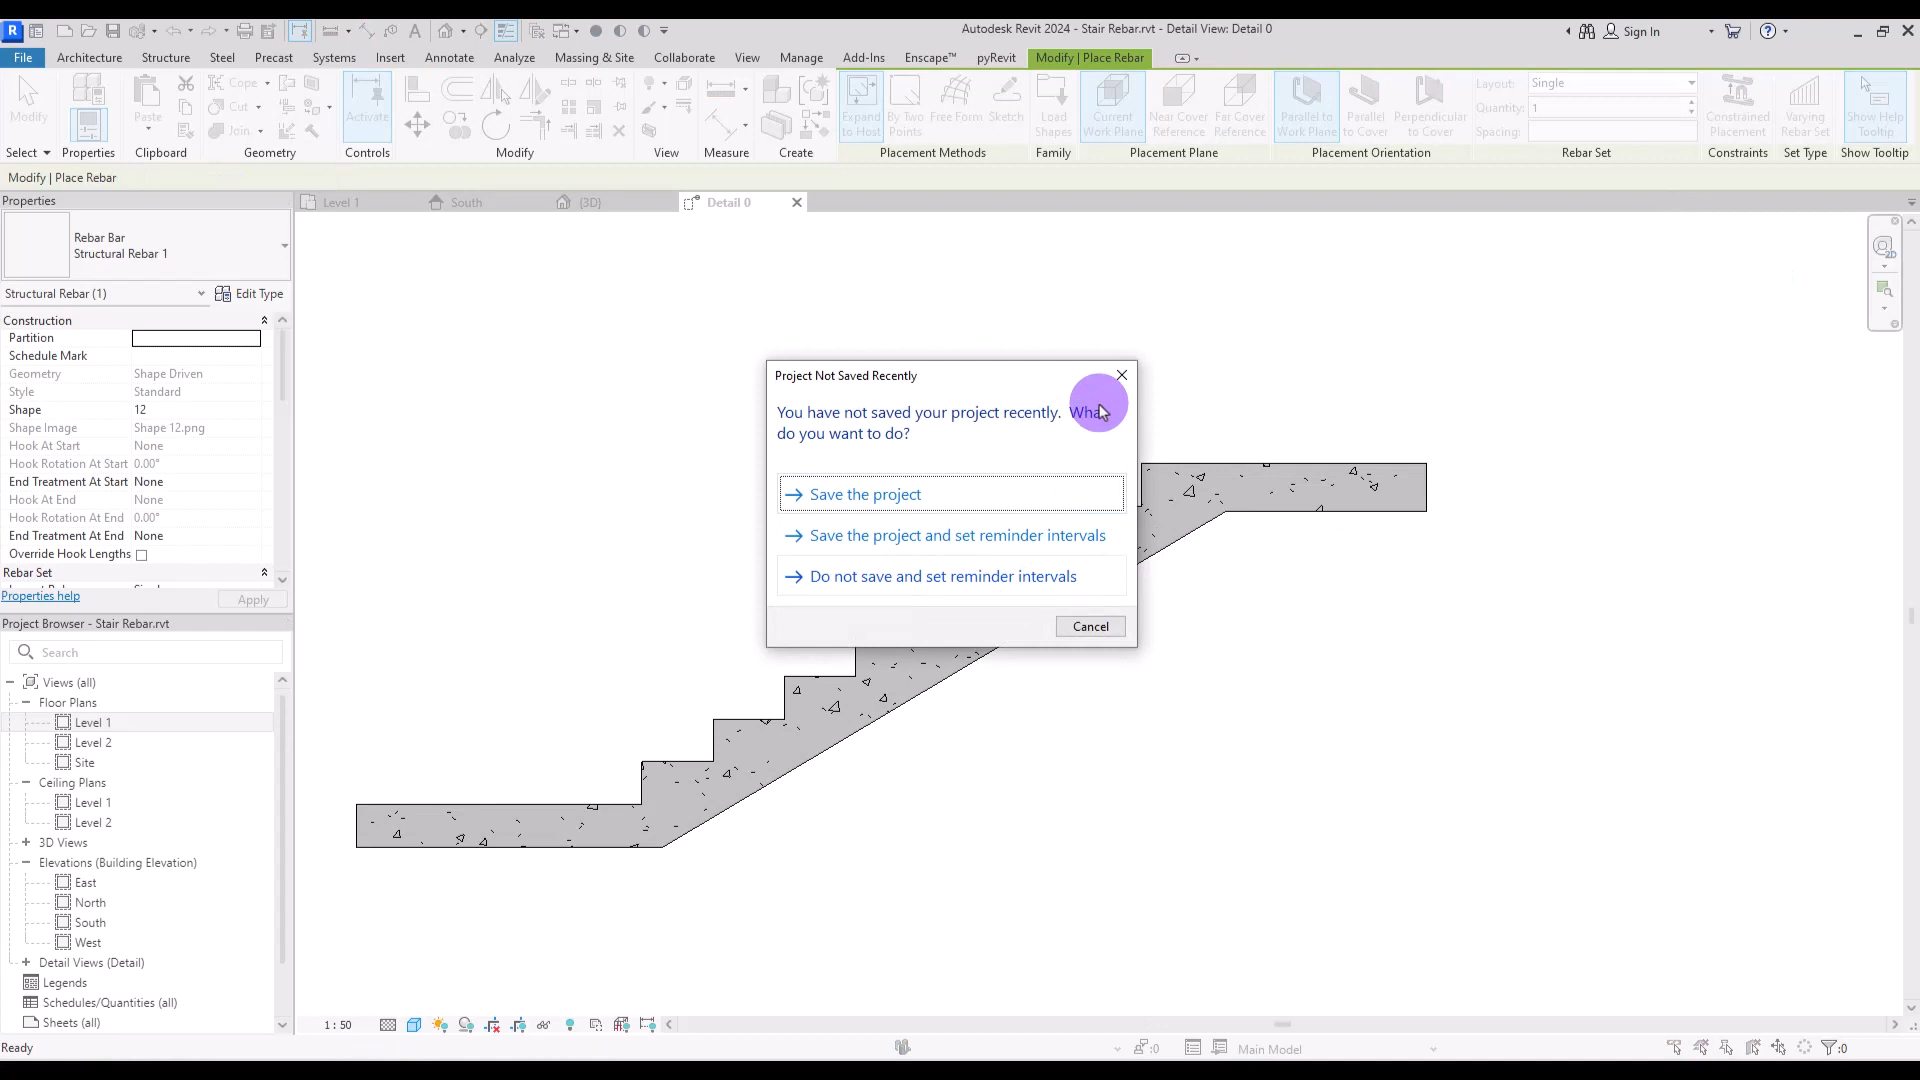 Autodesk Revit 2024 - Stair Rebar.rvt - Detail View: Detail 0
Sign In
File Architecture Structure Steel Precast Systems Insert Annotate Analyze Massing & Site Collaborate View Manage Add-Ins Enscape™ pyRevit Modify | Place Rebar
Modify
Paste
Cope
Cut
Join
Activate
Expand to Host
By Two Points
Free Form
Sketch
Load Shapes
Current Work Plane
Near Cover Reference
Far Cover Reference
Parallel to Work Plane
Parallel to Cover
Perpendicular to Cover
Layout: Single
Quantity: 1
Spacing:
Constrained Placement
Varying Rebar Set
Show Help Tooltip
Select Properties Clipboard Geometry Controls Modify View Measure Create Placement Methods Family Placement Plane Placement Orientation Rebar Set Constraints Set Type Show Tooltip
Modify | Place Rebar
Properties
Level 1 South {3D} Detail 0
Rebar Bar
Structural Rebar 1
Structural Rebar (1) Edit Type
Construction
Partition
Schedule Mark
Geometry Shape Driven
Style Standard
Shape 12
Shape Image Shape 12.png
Hook At Start None
Hook Rotation At Start 0.00°
End Treatment At Start None
Hook At End None
Hook Rotation At End 0.00°
End Treatment At End None
Override Hook Lengths
Rebar Set
Properties help Apply
Project Browser - Stair Rebar.rvt
Search
Views (all)
Floor Plans
Level 1
Level 2
Site
Ceiling Plans
Level 1
Level 2
3D Views
Elevations (Building Elevation)
East
North
South
West
Detail Views (Detail)
Legends
Schedules/Quantities (all)
Sheets (all)
Project Not Saved Recently
You have not saved your project recently. What
do you want to do?
Save the project
Save the project and set reminder intervals
Do not save and set reminder intervals
Cancel
1 : 50
Ready
:0
Main Model
:0